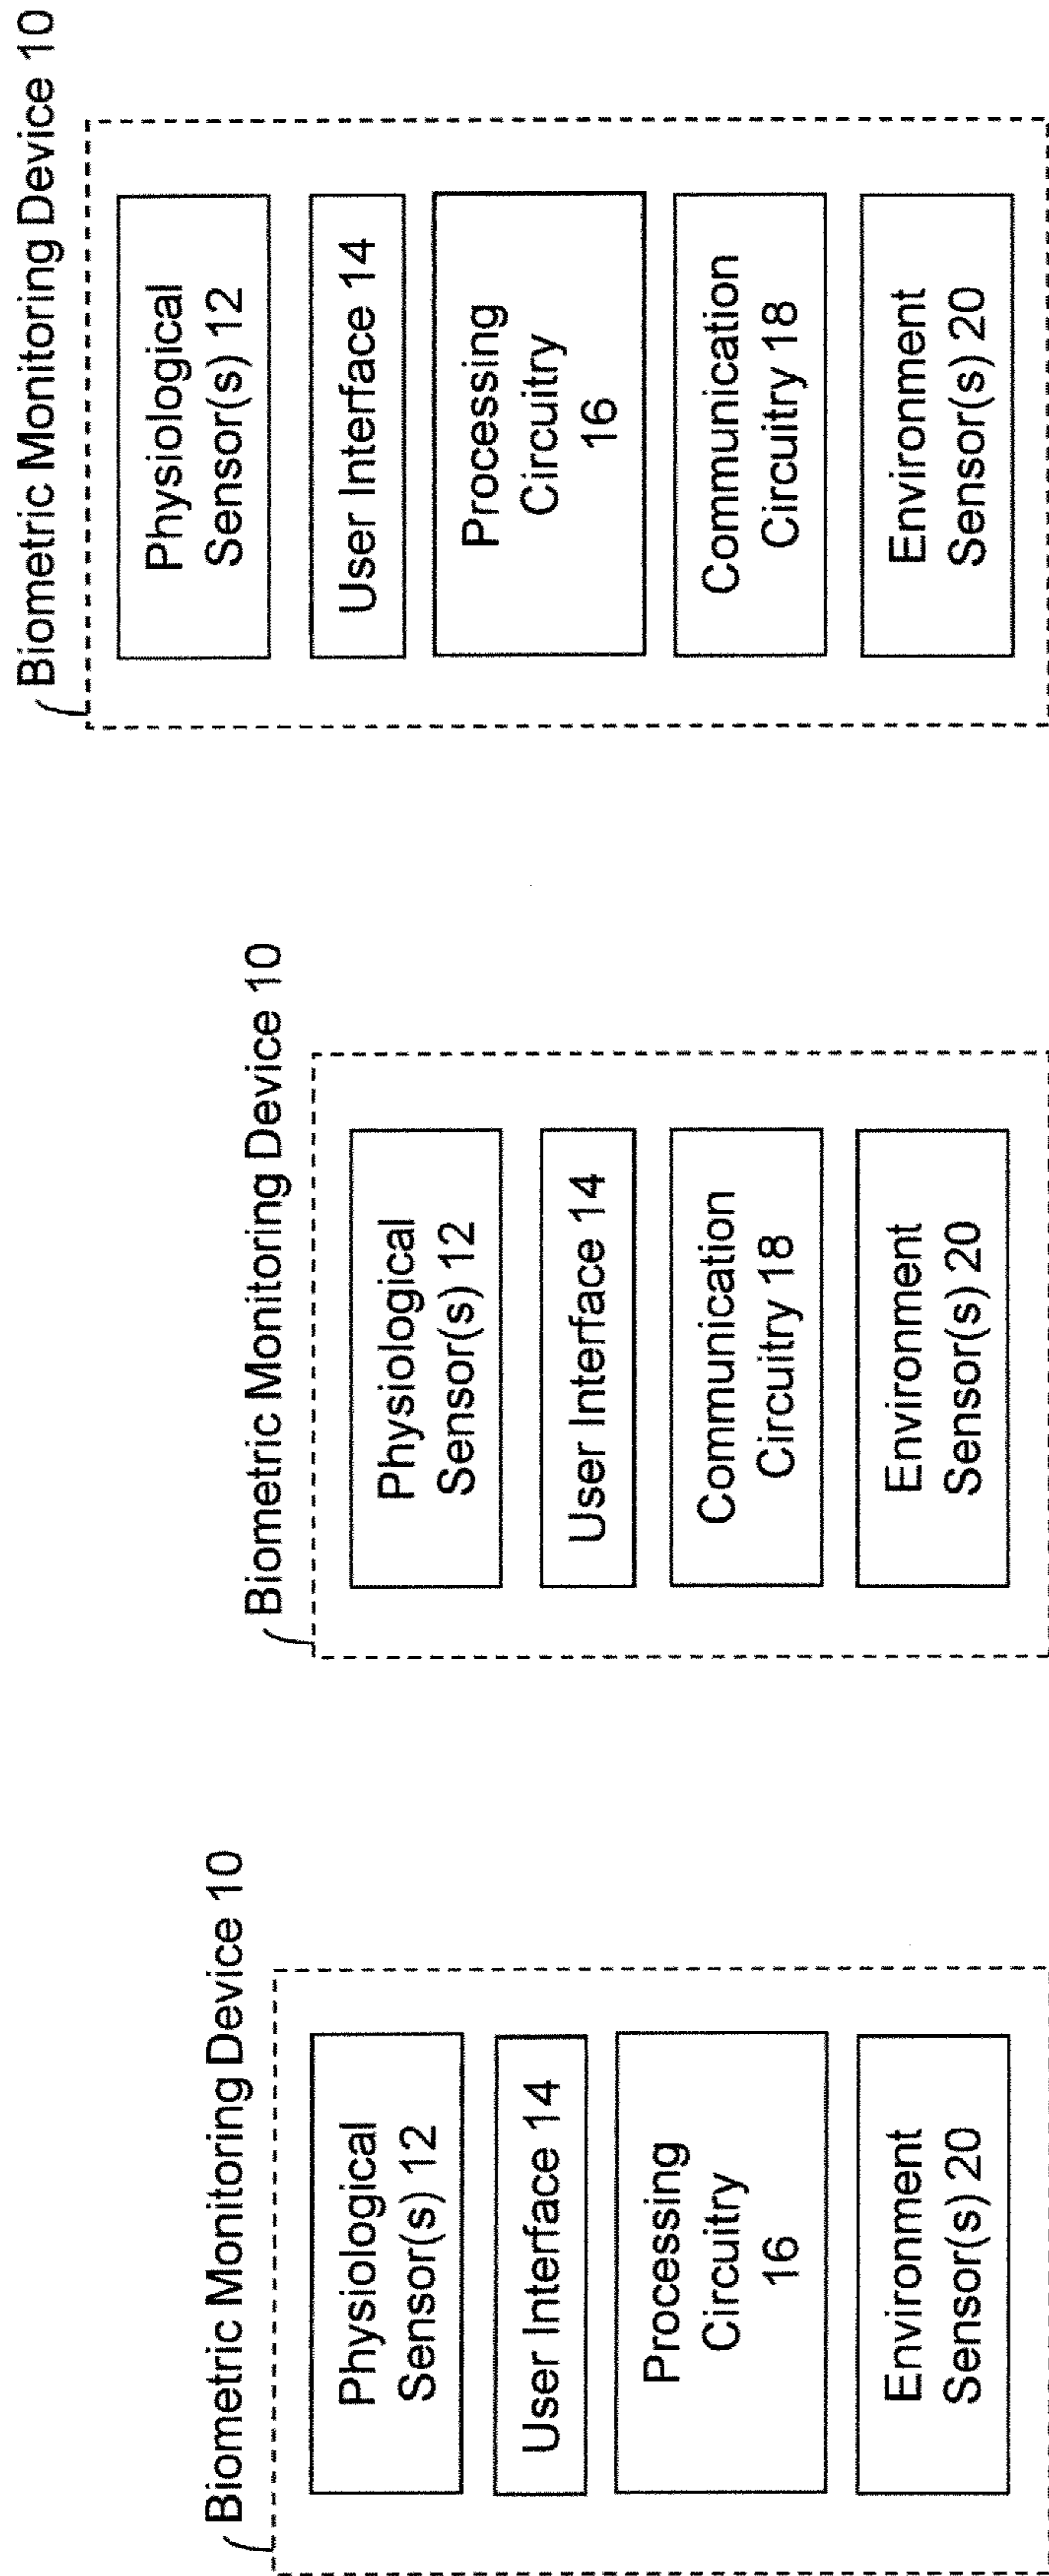 Biometric Monitoring Device 10
Physiological
Sensor(s) 12
User Interface 14
Processing
Circuitry
16
Environment
Sensor(s) 20
Biometric Monitoring Device 10
Physiological
Sensor(s) 12
User Interface 14
Communication
Circuitry 18
Environment
Sensor(s) 20
Biometric Monitoring Device 10
Physiological
Sensor(s) 12
User Interface 14
Processing
Circuitry
16
Communication
Circuitry 18
Environment
Sensor(s) 20